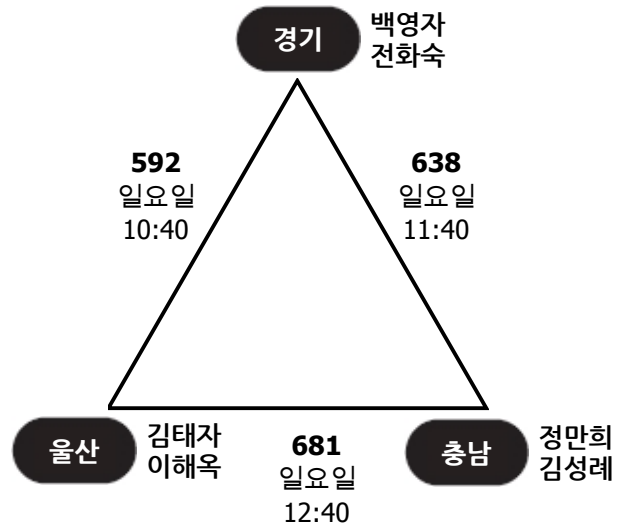 경기
백영자
전화숙
592
일요일
10:40
638
일요일
11:40
울산
김태자
이해옥
681
일요일
12:40
충남
정만희
김성례